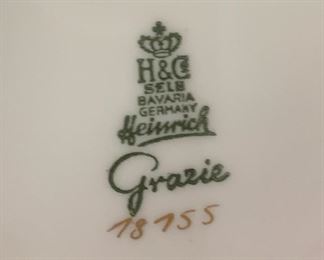 H&Co
SELB
BAVARIA
GERMANY
Heinrich
Grazie
18155